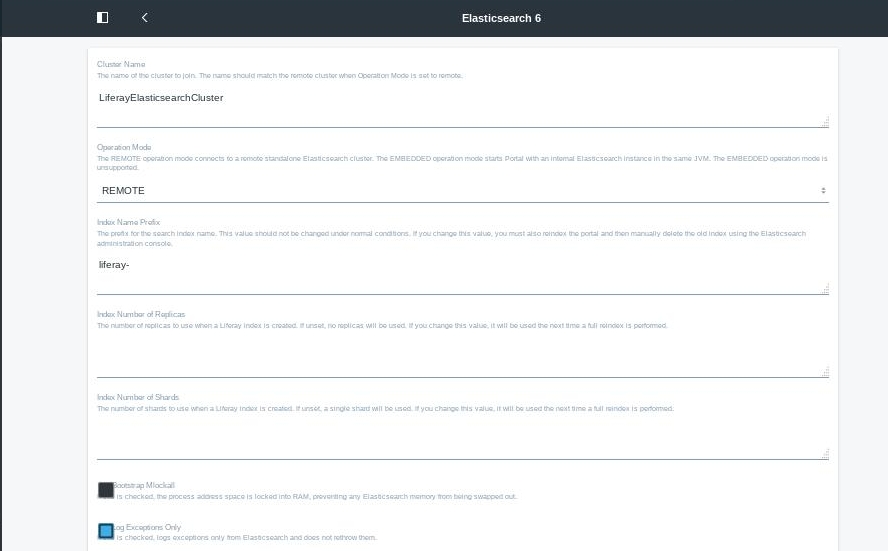 Elasticsearch 6
Cluster Name
The name of the cluster to join. The name should match the remote cluster when Operation Mode is set to remote.
LiferayElasticsearchCluster
Operation Mode
The REMOTE operation mode connects to a remote standalone Elasticsearch cluster. The EMBEDDED operation mode starts Portal with an internal Elasticsearch instance in the same JVM. The EMBEDDED operation mode is
unsupported.
REMOTE
Index Name Prefix
The prefix for the search index name. This value should not be changed under normal conditions. If you change this value, you must also reindex the portal and then manually delete the old index using the Elasticsearch
administration console.
liferay-
Index Number of Replicas
The number of replicas to use when a Liferay index is created. If unset, no replicas will be used. If you change this value, it will be used the next time a full reindex is performed.
Index Number of Shards
The number of shards to use when a Liferay index is created. If unset, a single shard will be used. If you change this value, it will be used the next time a full reindex is performed.
Bootstrap Mlockall
is checked, the process address space is locked into RAM, preventing any Elasticsearch memory from being swapped out.
Log Exceptions Only
is checked, logs exceptions only from Elasticsearch and does not rethrow them.